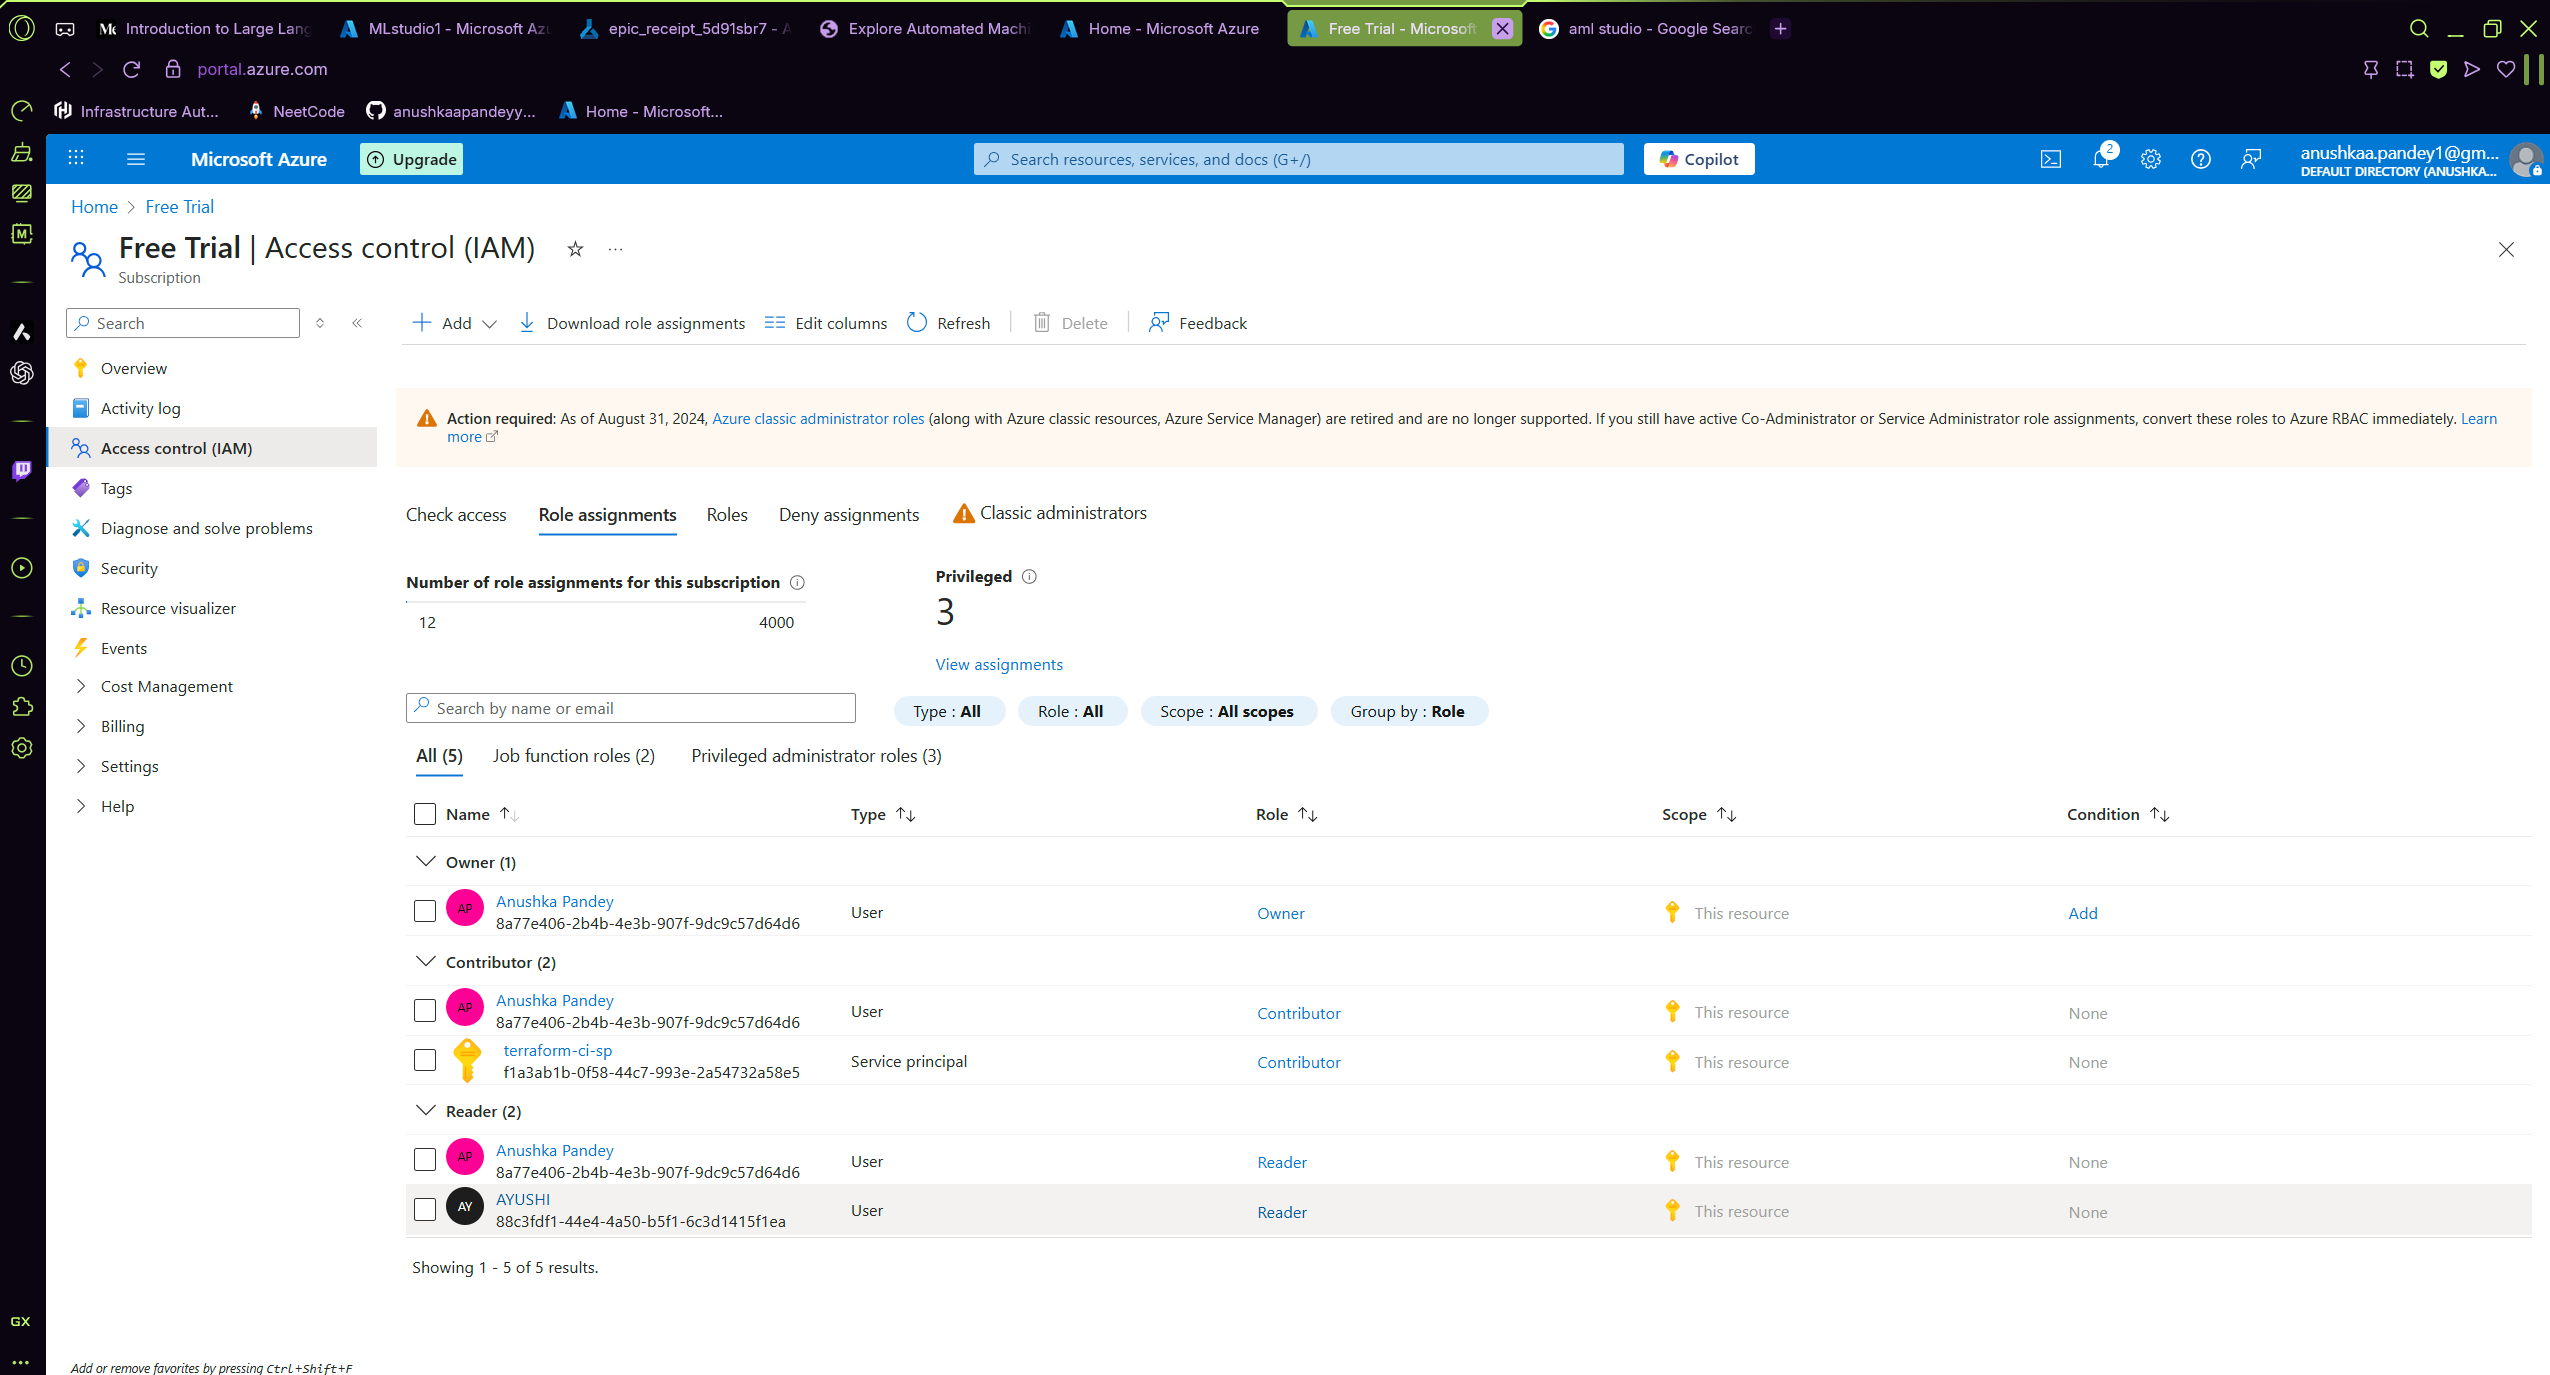 Introduction to Large Lang
MLstudio1 - Microsoft Azu
epic_receipt_5d91sbr7 - A
Explore Automated Machi
Home - Microsoft Azure
Free Trial - Microsoft
aml studio - Google Searc
portal.azure.com
Infrastructure Aut...
NeetCode
anushkaapandeyy...
Home - Microsoft...
Microsoft Azure
Upgrade
Search resources, services, and docs (G+/)
Copilot
2
anushkaa.pandey1@gm...
DEFAULT DIRECTORY (ANUSHKA...
Home > Free Trial
Free Trial | Access control (IAM)
...
Subscription
Search
Overview
Activity log
Access control (IAM)
Tags
Diagnose and solve problems
Security
Resource visualizer
Events
Cost Management
Billing
Settings
Help
Add
Download role assignments
Edit columns
Refresh
Delete
Feedback
Action required: As of August 31, 2024, Azure classic administrator roles (along with Azure classic resources, Azure Service Manager) are retired and are no longer supported. If you still have active Co-Administrator or Service Administrator role assignments, convert these roles to Azure RBAC immediately. Learn
more
Check access
Role assignments
Roles
Deny assignments
Classic administrators
Number of role assignments for this subscription
12
4000
Privileged
3
View assignments
Search by name or email
Type : All
Role : All
Scope : All scopes
Group by : Role
All (5)
Job function roles (2)
Privileged administrator roles (3)
Name
Type
Role
Scope
Condition
Owner (1)
AP
Anushka Pandey
8a77e406-2b4b-4e3b-907f-9dc9c57d64d6
User
Owner
This resource
Add
Contributor (2)
AP
Anushka Pandey
8a77e406-2b4b-4e3b-907f-9dc9c57d64d6
User
Contributor
This resource
None
terraform-ci-sp
f1a3ab1b-0f58-44c7-993e-2a54732a58e5
Service principal
Contributor
This resource
None
Reader (2)
AP
Anushka Pandey
8a77e406-2b4b-4e3b-907f-9dc9c57d64d6
User
Reader
This resource
None
AY
AYUSHI
88c3fdf1-44e4-4a50-b5f1-6c3d1415f1ea
User
Reader
This resource
None
Showing 1 - 5 of 5 results.
GX
Add or remove favorites by pressing Ctrl+Shift+F